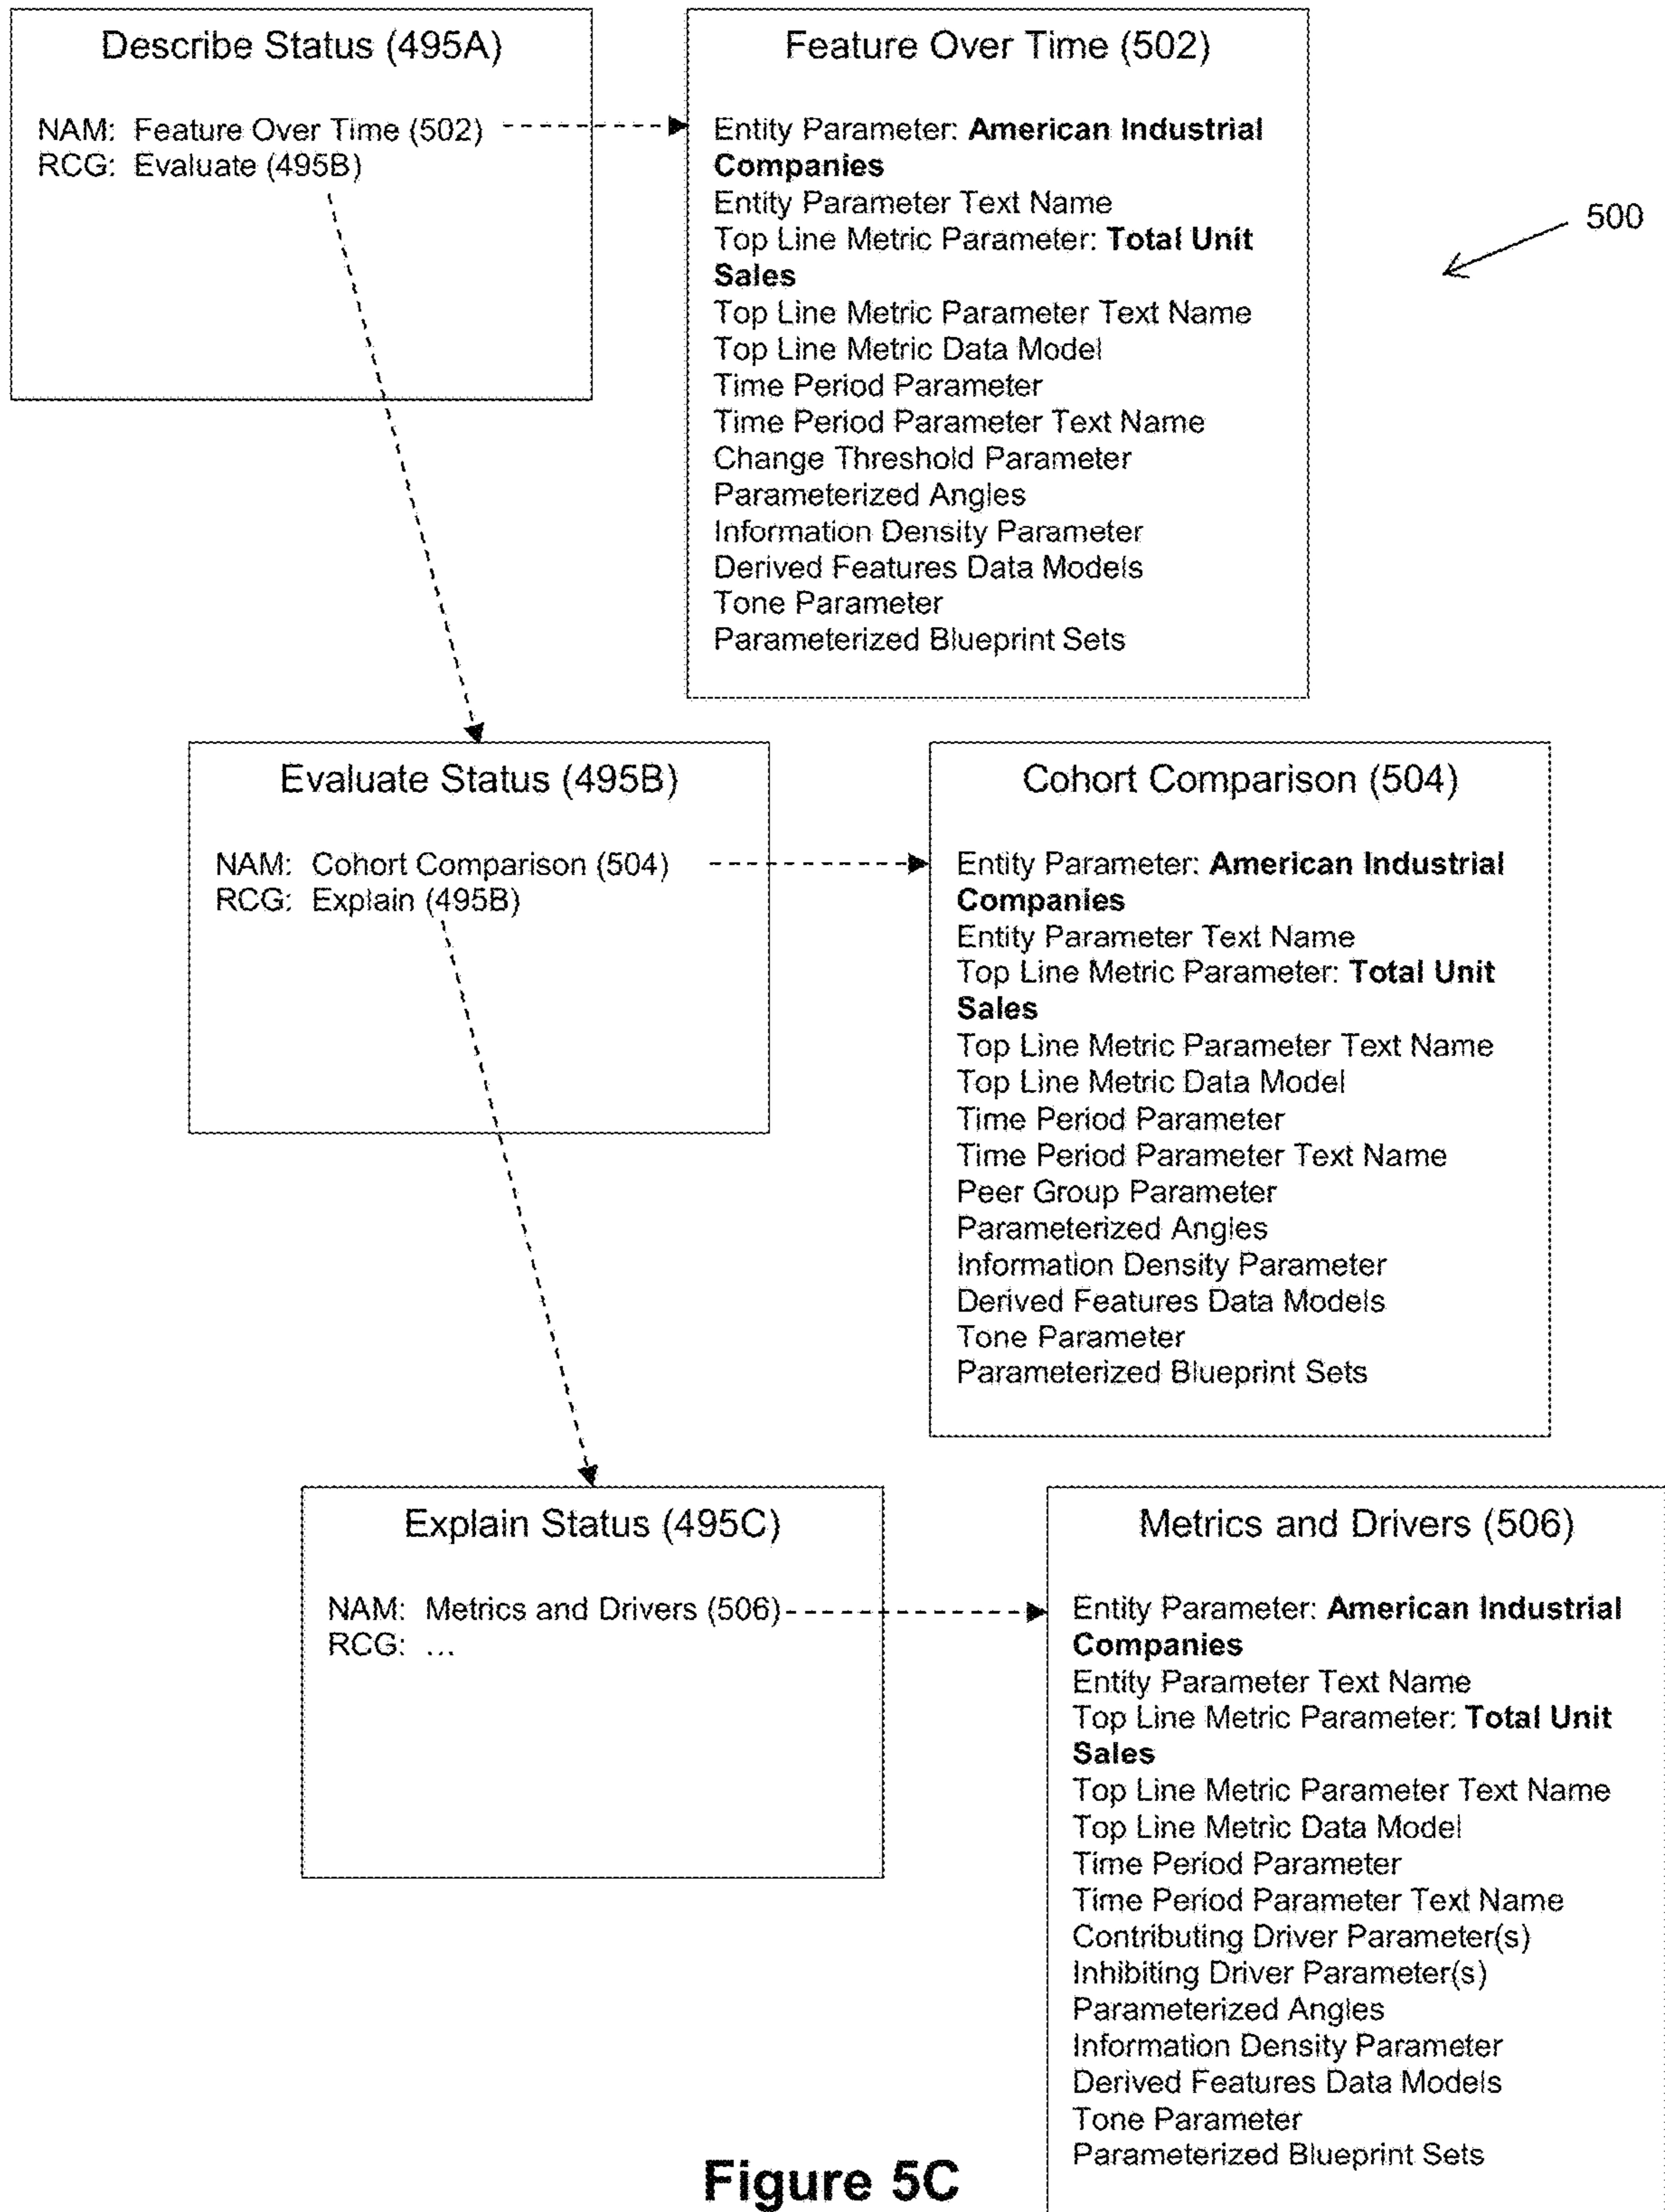 Describe Status (495A)
NAM: Feature Over Time (502)
RCG: Evaluate (495B)
Feature Over Time (502)
Entity Parameter: American Industrial
Companies
Entity Parameter Text Name
Top Line Metric Parameter: Total Unit
Sales
Top Line Metric Parameter Text Name
Top Line Metric Data Model
Time Period Parameter
Time Period Parameter Text Name
Change Threshold Parameter
Parameterized Angles
Information Density Parameter
Derived Features Data Models
Tone Parameter
Parameterized Blueprint Sets
500
Evaluate Status (495B)
NAM: Cohort Comparison (504)
RCG: Explain (495B)
Cohort Comparison (504)
Entity Parameter: American Industrial
Companies
Entity Parameter Text Name
Top Line Metric Parameter: Total Unit
Sales
Top Line Metric Parameter Text Name
Top Line Metric Data Model
Time Period Parameter
Time Period Parameter Text Name
Peer Group Parameter
Parameterized Angles
Information Density Parameter
Derived Features Data Models
Tone Parameter
Parameterized Blueprint Sets
Explain Status (495C)
NAM: Metrics and Drivers (506)
RCG: ...
Metrics and Drivers (506)
Entity Parameter: American Industrial
Companies
Entity Parameter Text Name
Top Line Metric Parameter: Total Unit
Sales
Top Line Metric Parameter Text Name
Top Line Metric Data Model
Time Period Parameter
Time Period Parameter Text Name
Contributing Driver Parameter(s)
Inhibiting Driver Parameter(s)
Parameterized Angles
Information Density Parameter
Derived Features Data Models
Tone Parameter
Parameterized Blueprint Sets
Figure 5C